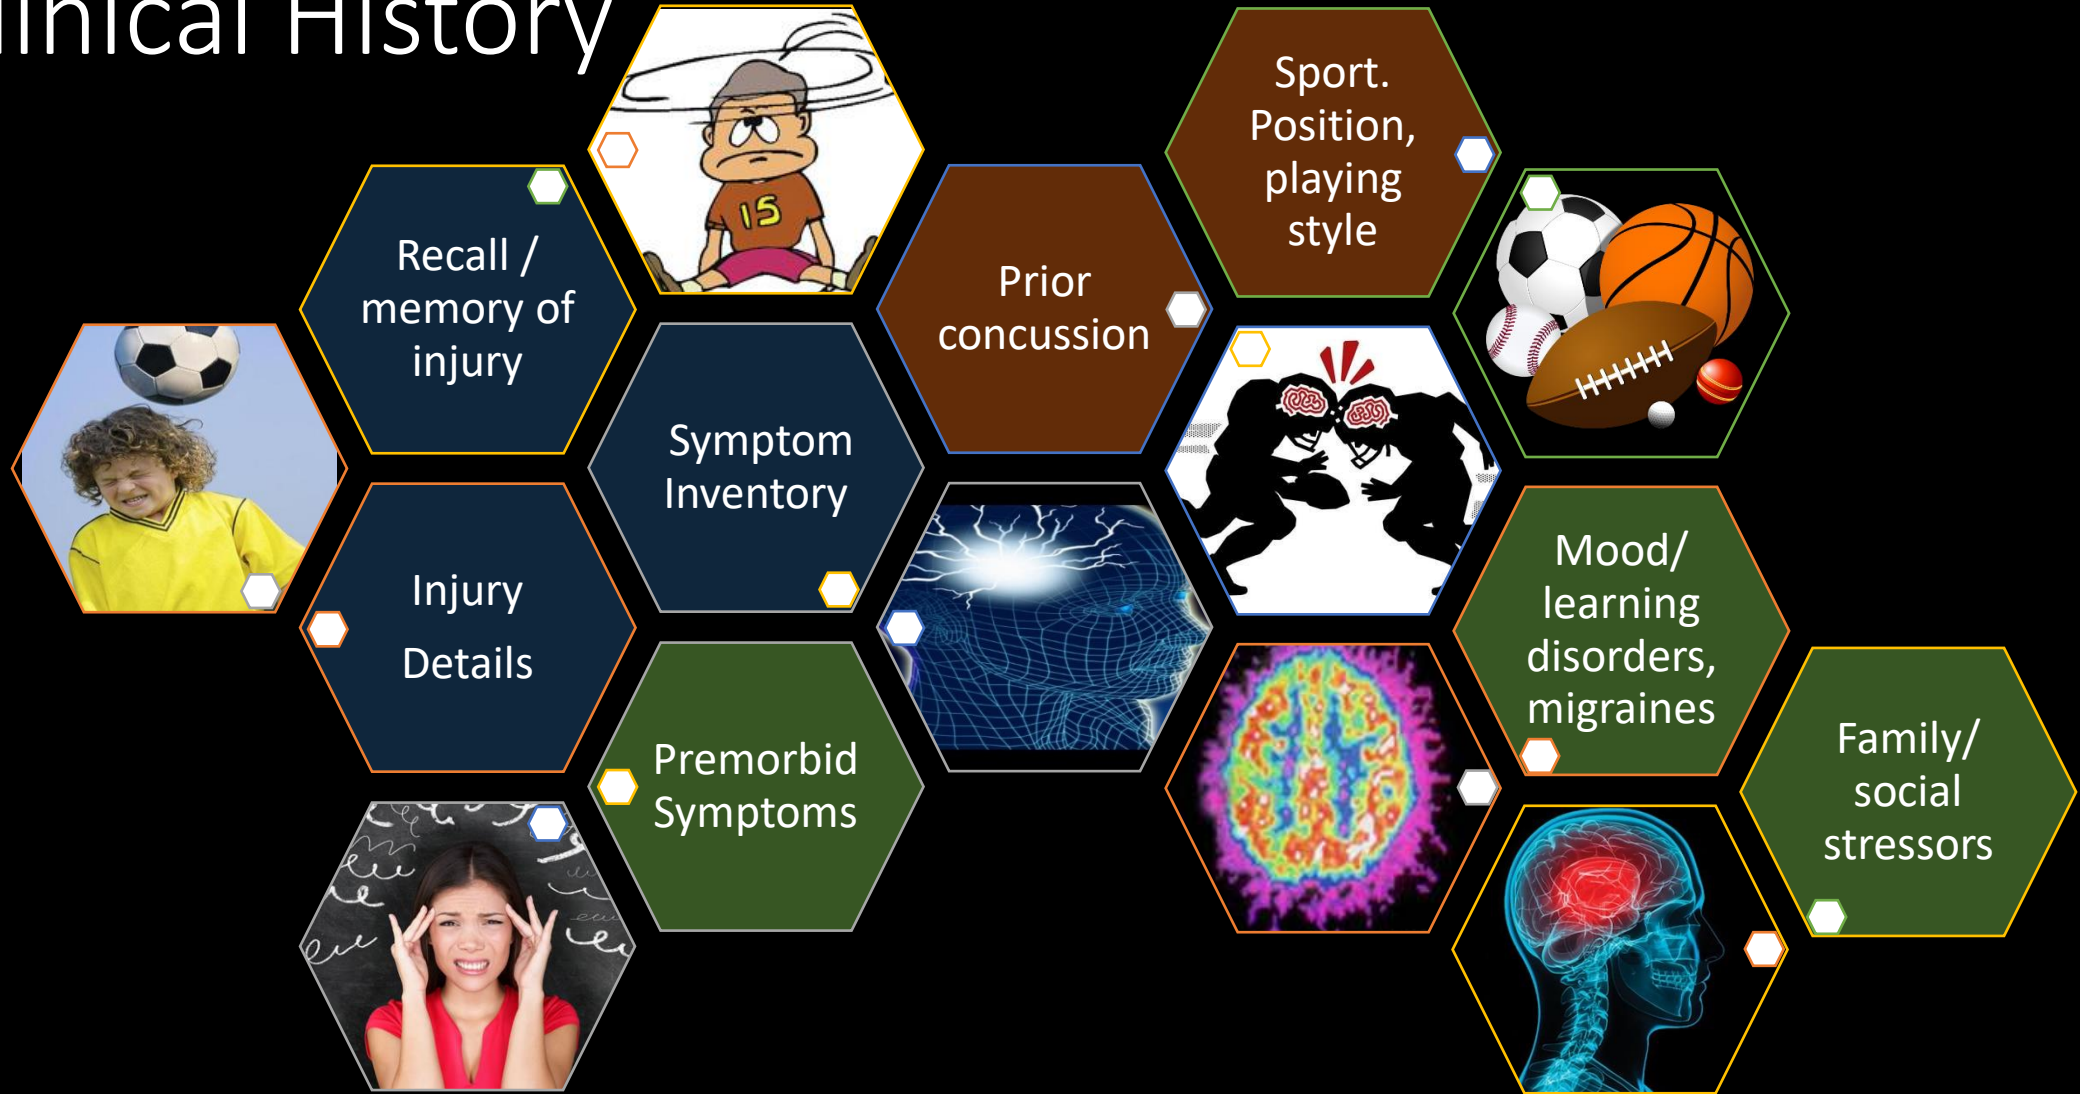 linical History
15
Sport.
Position,
playing
style
Recall /
memory of
injury
Prior
concussion
Symptom
Inventory
Mood/
learning
disorders,
migraines
Injury
Details
Premorbid
Symptoms
Family/
social
stressors